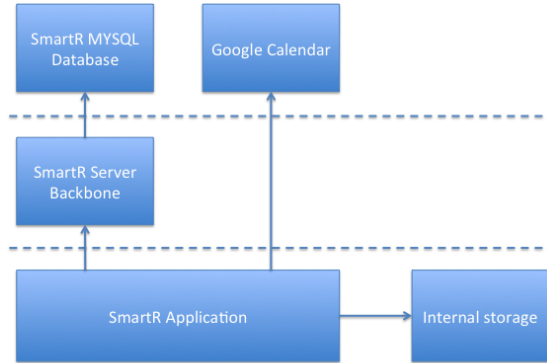 SmartR MYSQL
Database
Google Calendar
SmartR Server
Backbone
SmartR Application
Internal storage